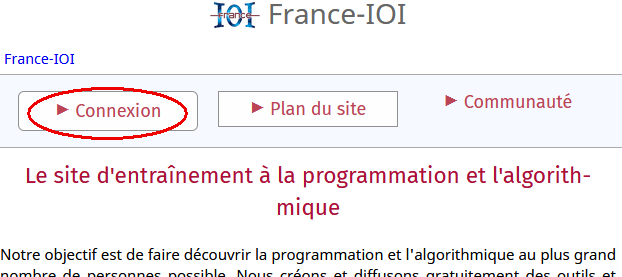 France France-IOI
France-IOI
Connexion
Plan du site
Communauté
Le site d'entraînement à la programmation et l'algorith-
mique
Notre objectif est de faire découvrir la programmation et l'algorithmique au plus grand
nombre de personnes possible. Nous créons et diffusons gratuitement des outils et